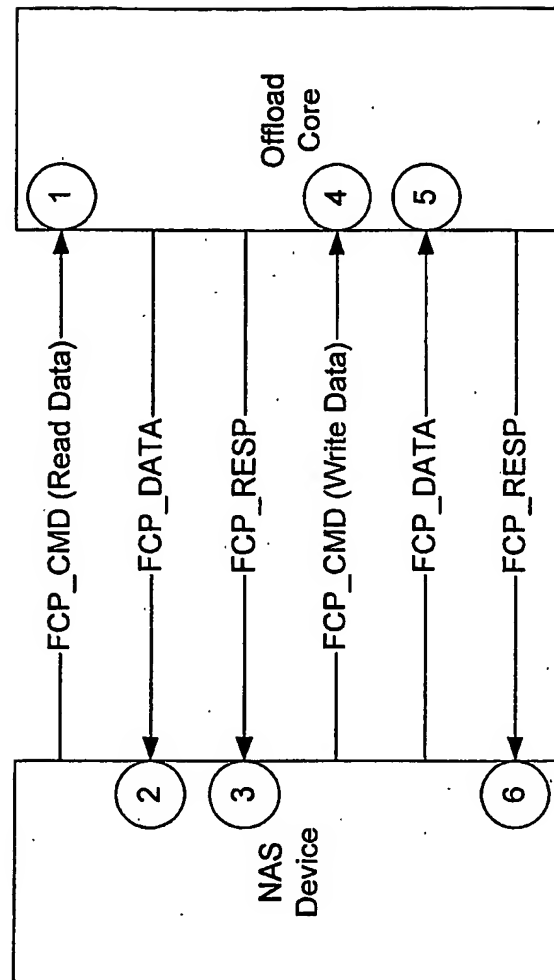 NAS
Device
Offload
Core
1
FCP_CMD (Read Data)
2
FCP_DATA
3
FCP_RESP
4
FCP_CMD (Write Data)
5
FCP_DATA
6
FCP_RESP